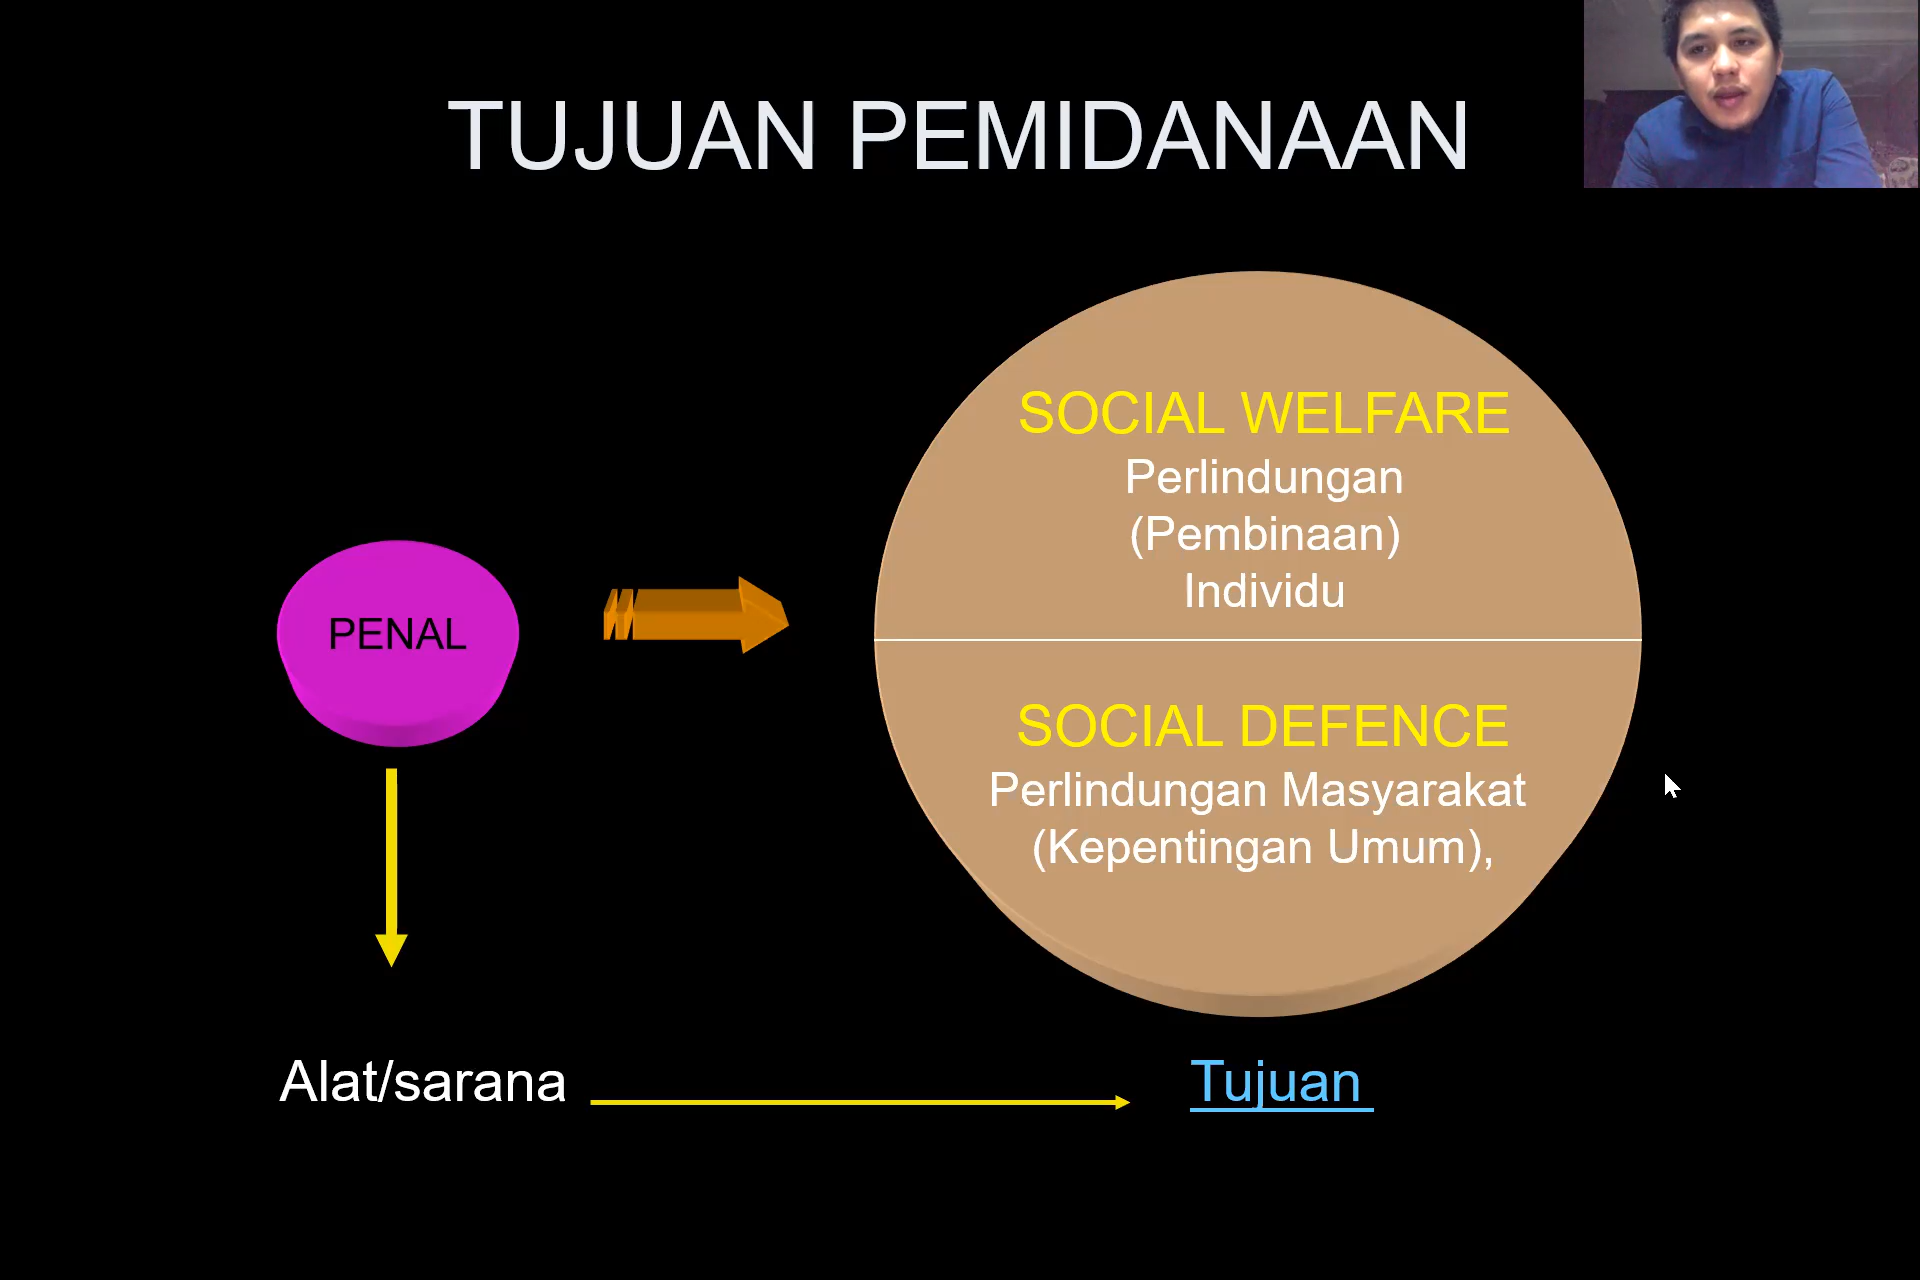 TUJUAN PEMIDANAAN
SOCIAL WELFARE
Perlindungan
(Pembinaan)
Individu
PENAL
SOCIAL DEFENCE
Perlindungan Masyarakat
(Kepentingan Umum),
Alat/sarana
Tujuan